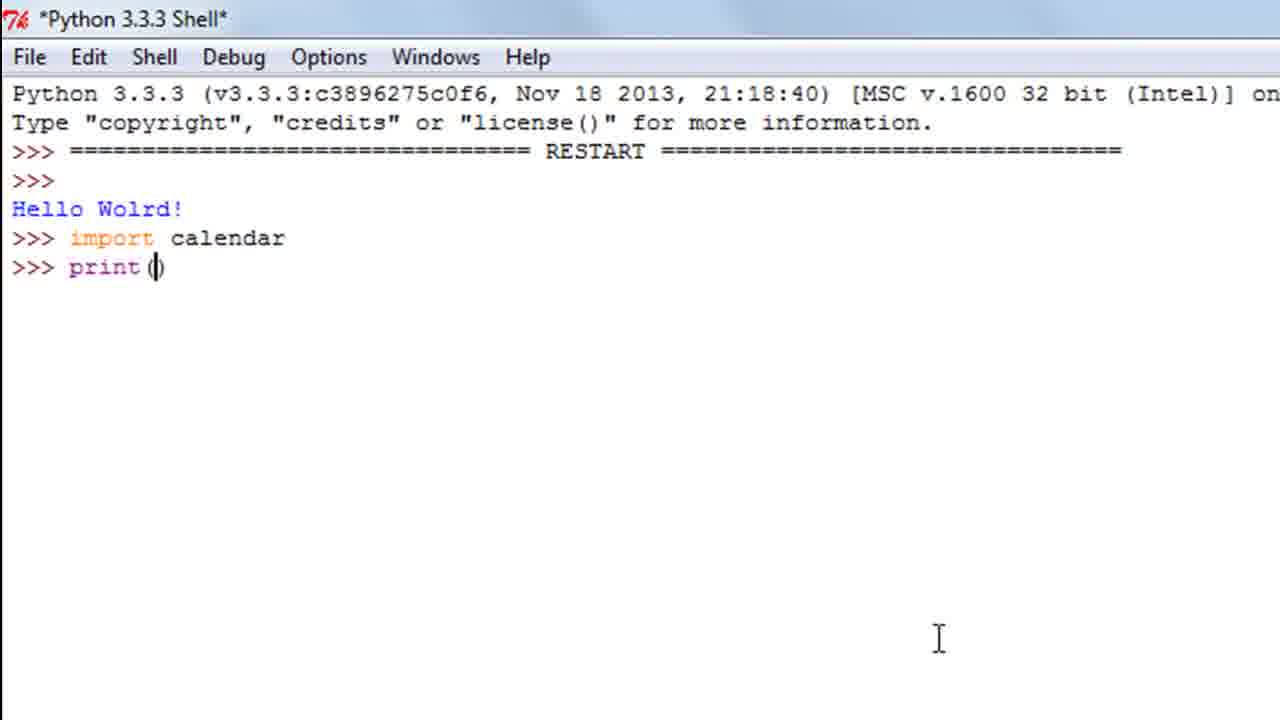 *Python 3.3.3 Shell*
File Edit Shell Debug Options Windows Help
Python 3.3.3 (v3.3.3:c3896275c0f6, Nov 18 2013, 21:18:40) [MSC v.1600 32 bit (Intel)] on
Type "copyright", "credits" or "license()" for more information.
>>> ================================ RESTART ================================
>>>
Hello Wolrd!
>>> import calendar
>>> print()